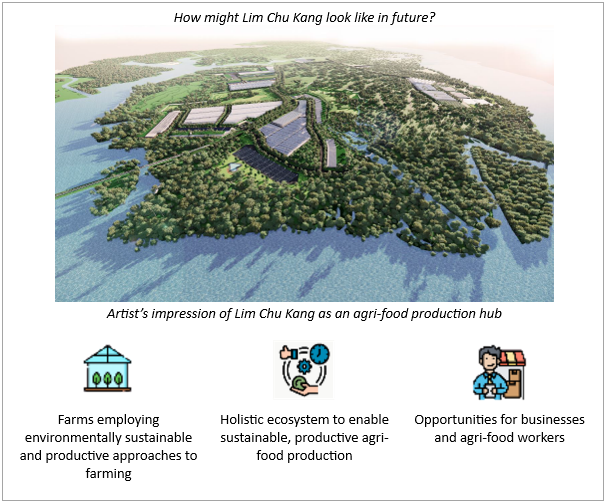 How might Lim Chu Kang look like in future?
Artist's impression of Lim Chu Kang as an agri-food production hub
Farms employing
environmentally sustainable
and productive approaches to
farming
Holistic ecosystem to enable
sustainable, productive agri-
food production
Opportunities for businesses
and agri-food workers